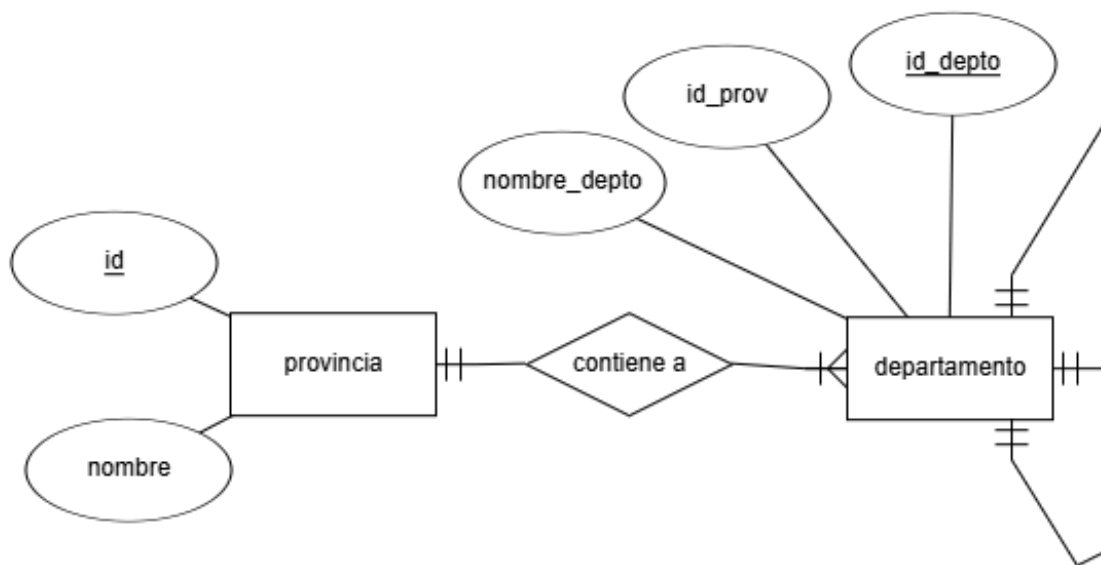 id_depto
id_prov
nombre_depto
id
provincia
contiene a
departamento
nombre